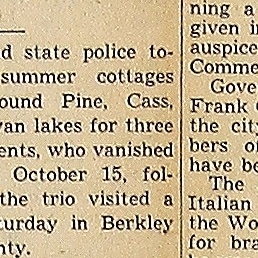 d state police to-
summer cottages
ound Pine, Cass,
van lakes for three
ents, who vanished
October 15, fol-
the trio visited a
turday in Berkley
nty.
ning a
given i
auspice
Comme
Gove
Frank
the city
bers of
have be
The
Italian
the Wo
for bra